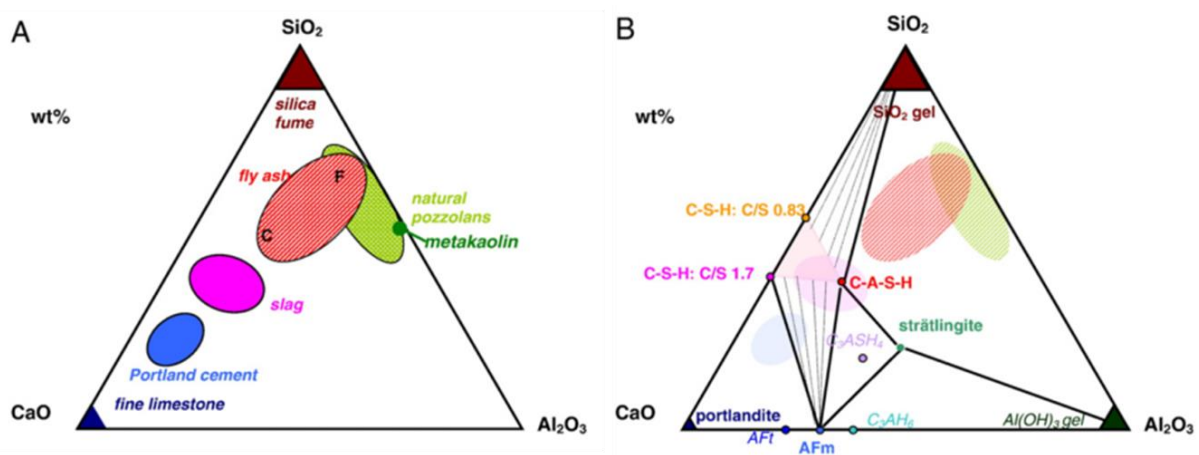 A
SiO₂
wt%
silica
fume
fly ash
F
C
natural
pozzolans
metakaolin
slag
Portland cement
fine limestone
CaO
Al₂O₃
B
SiO₂
wt%
SiO₂ gel
C-S-H: C/S 0.83
C-S-H: C/S 1.7
C-A-S-H
strätlingite
C₂ASH₄
CaO
portlandite
AFt
AFm
C₃AH₆
Al(OH)₃ gel
Al₂O₃